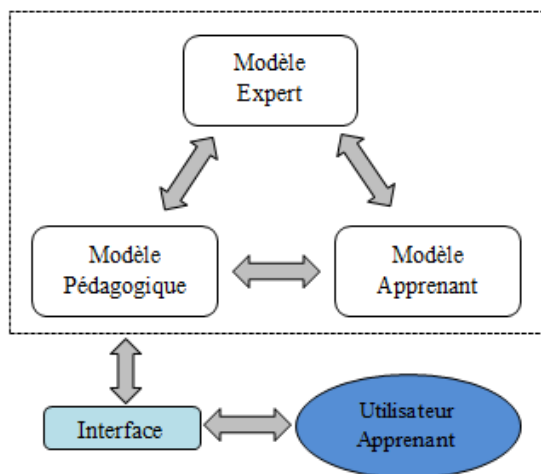 Modèle
Expert
Modèle
Pédagogique
Modèle
Apprenant
Interface
Utilisateur
Apprenant